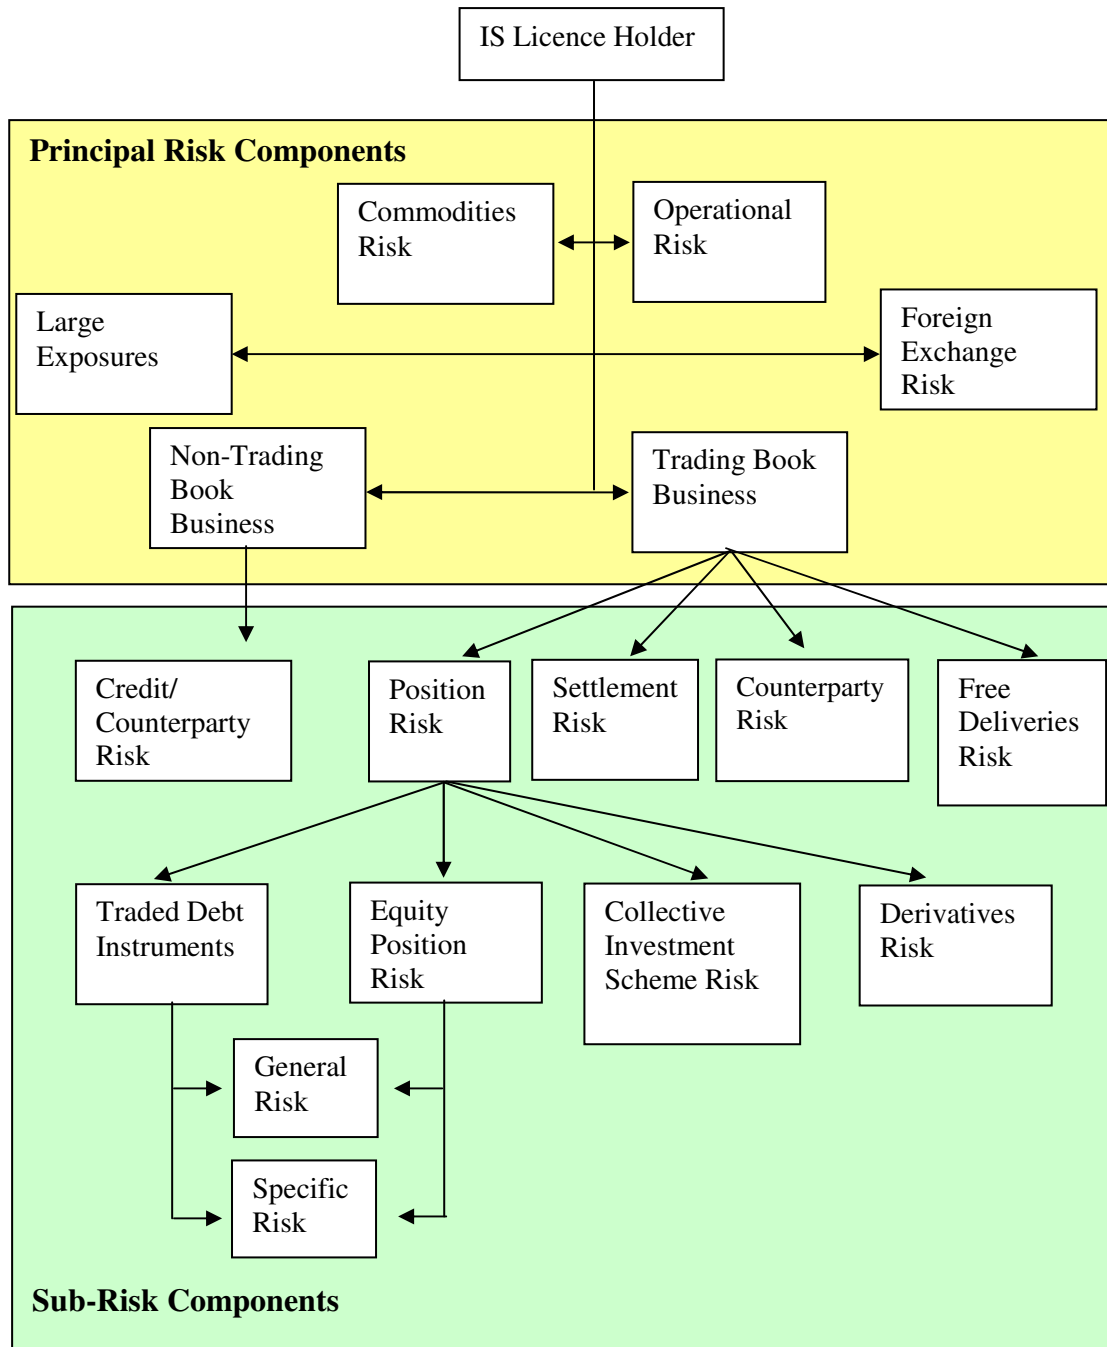 IS Licence Holder
Principal Risk Components
Commodities
Risk
Operational
Risk
Large
Exposures
Foreign
Exchange
Risk
Non-Trading
Book
Business
Trading Book
Business
Credit/
Counterparty
Risk
Position
Risk
Settlement
Risk
Counterparty
Risk
Free
Deliveries
Risk
Traded Debt
Instruments
Equity
Position
Risk
Collective
Investment
Scheme Risk
Derivatives
Risk
General
Risk
Specific
Risk
Sub-Risk Components